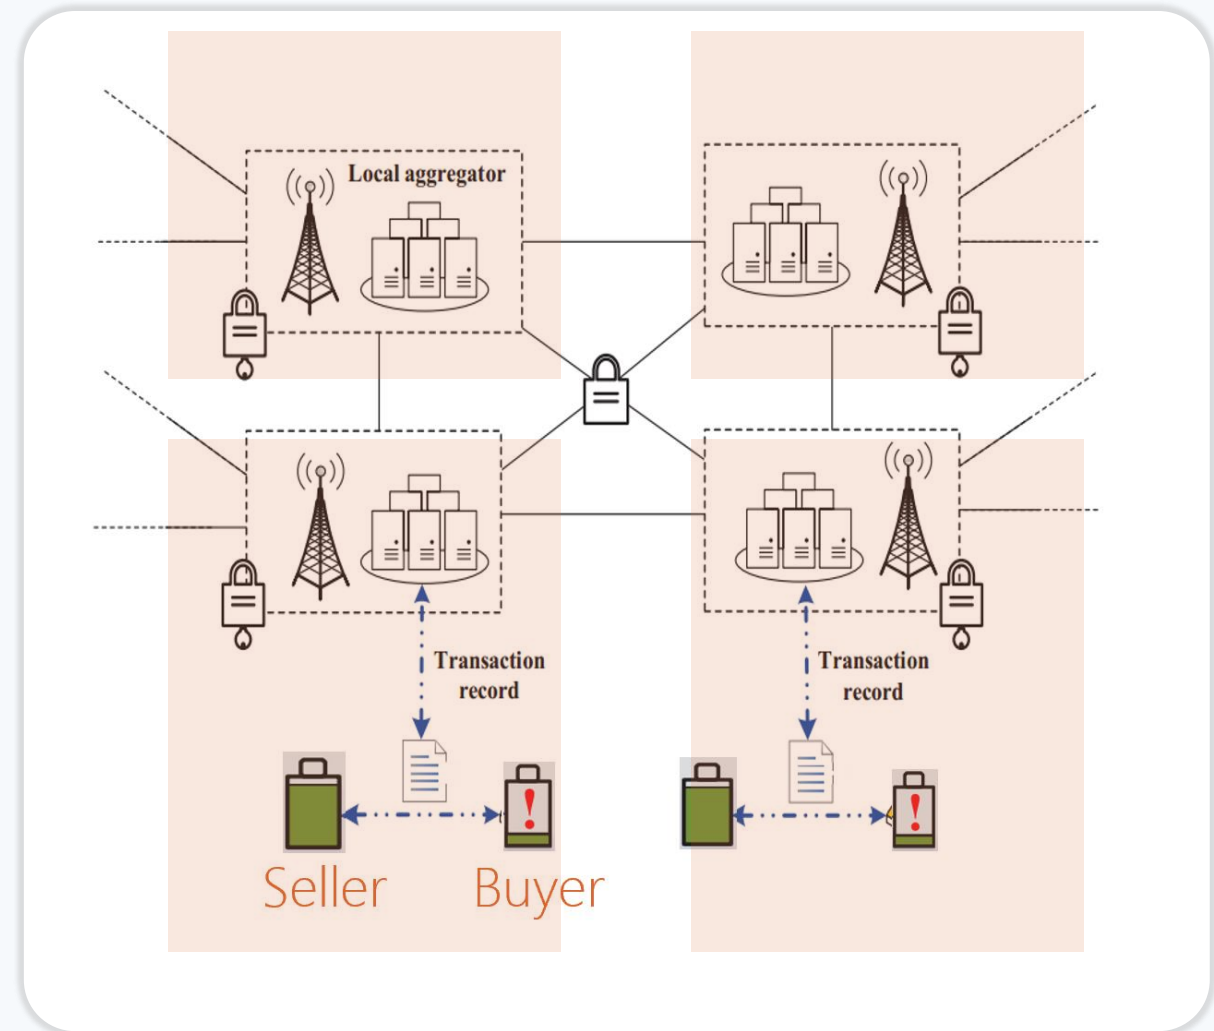 Local aggregator
Transaction
record
Transaction
record
Seller
Buyer